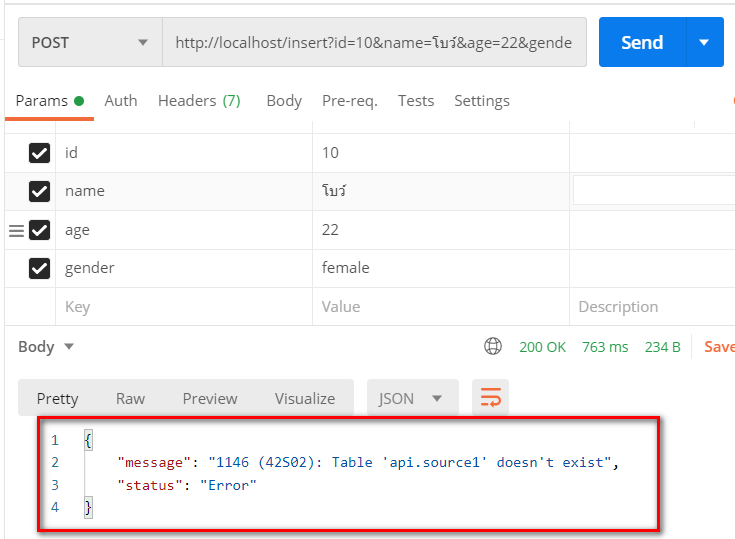 POST http://localhost/insert?id=10&name=โบว์&age=22&gende Send
Params Auth Headers (7) Body Pre-req. Tests Settings
id 10
name โบว์
age 22
gender female
Key Value Description
Body 200 OK 763 ms 234 B Save
Pretty Raw Preview Visualize JSON
1 {
2 "message": "1146 (42S02): Table 'api.source1' doesn't exist",
3 "status": "Error"
4 }